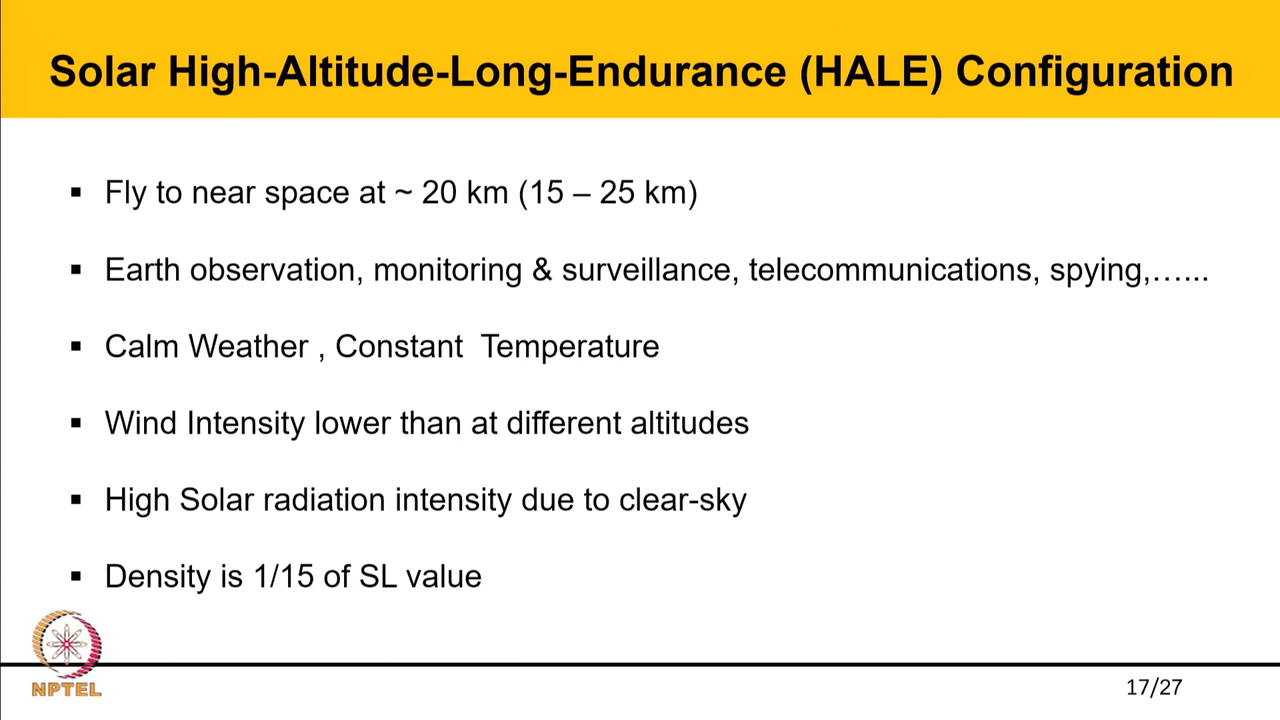 Solar High-Altitude-Long-Endurance (HALE) Configuration
▪ Fly to near space at ~ 20 km (15 – 25 km)
▪ Earth observation, monitoring & surveillance, telecommunications, spying,…...
▪ Calm Weather , Constant  Temperature
▪ Wind Intensity lower than at different altitudes
▪ High Solar radiation intensity due to clear-sky
▪ Density is 1/15 of SL value
NPTEL
17/27